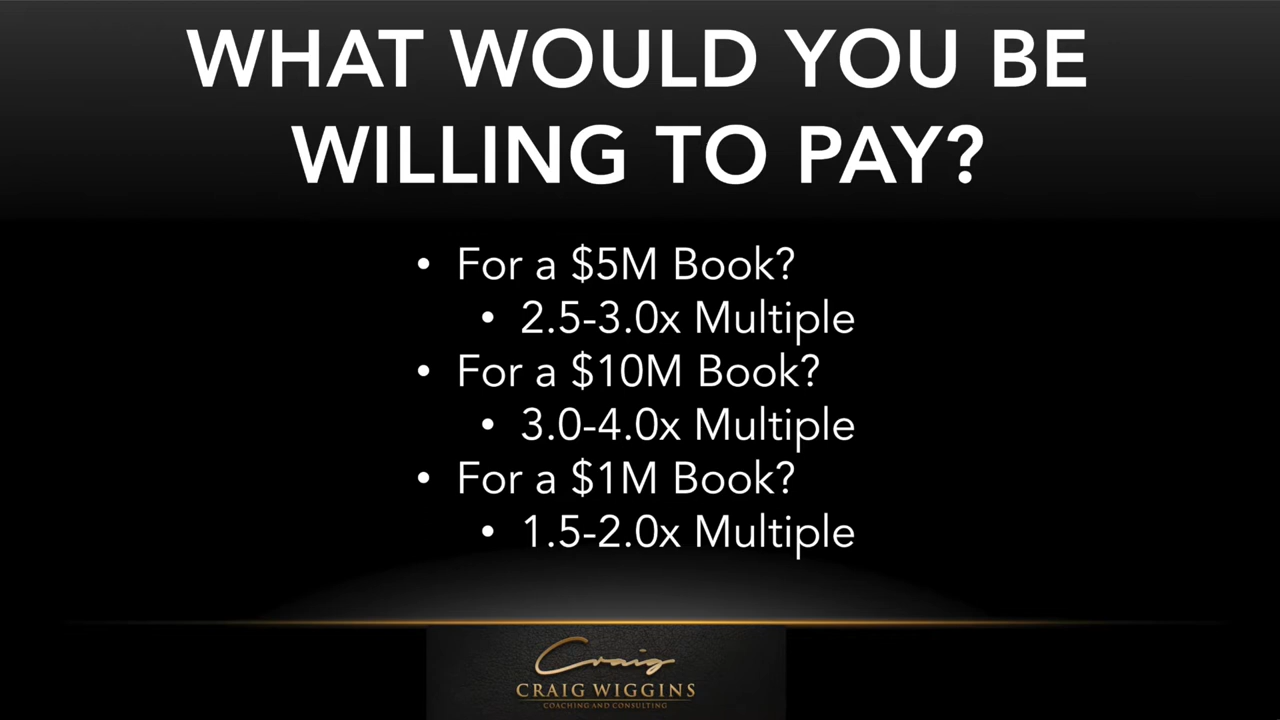 WHAT WOULD YOU BE
WILLING TO PAY?
• For a $5M Book?
• 2.5-3.0x Multiple
• For a $10M Book?
• 3.0-4.0x Multiple
• For a $1M Book?
• 1.5-2.0x Multiple
Craig
CRAIG WIGGINS
COACHING AND CONSULTING